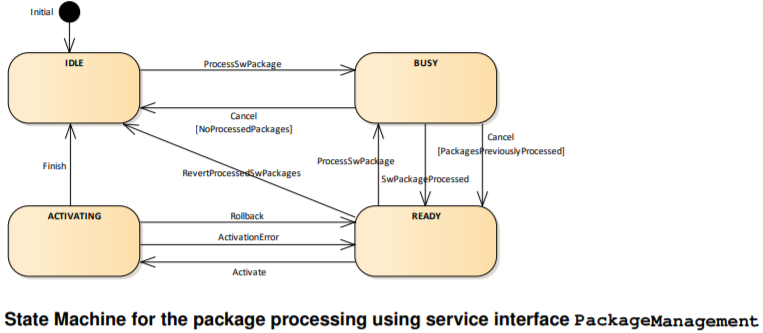 Initial
IDLE
ProcessSwPackage
BUSY
Cancel
[NoProcessedPackages]
Cancel
[PackagesPreviouslyProcessed]
Finish
RevertProcessedSwPackages
ProcessSwPackage
SwPackageProcessed
ACTIVATING
Rollback
READY
ActivationError
Activate
State Machine for the package processing using service interface PackageManagement